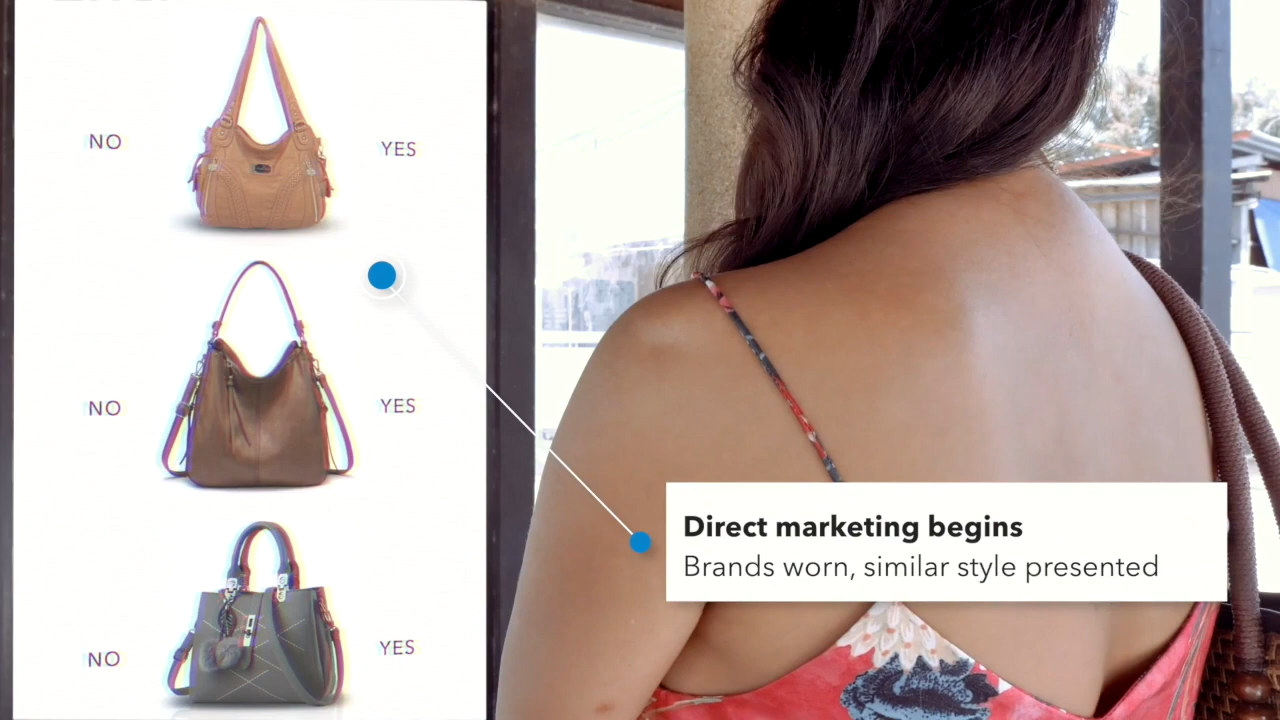 NO
YES
NO
YES
NO
YES
Direct marketing begins
Brands worn, similar style presented